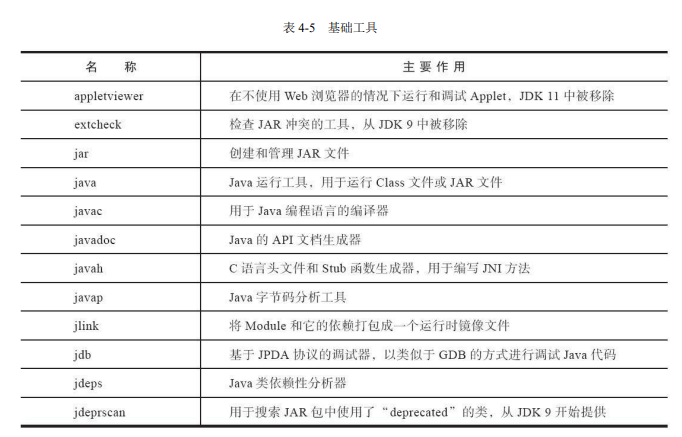 表 4-5 基础工具
名 称 主 要 作 用
appletviewer 在不使用 Web 浏览器的情况下运行和调试 Applet，JDK 11 中被移除
extcheck 检查 JAR 冲突的工具，从 JDK 9 中被移除
jar 创建和管理 JAR 文件
java Java 运行工具，用于运行 Class 文件或 JAR 文件
javac 用于 Java 编程语言的编译器
javadoc Java 的 API 文档生成器
javah C 语言头文件和 Stub 函数生成器，用于编写 JNI 方法
javap Java 字节码分析工具
jlink 将 Module 和它的依赖打包成一个运行时镜像文件
jdb 基于 JPDA 协议的调试器，以类似于 GDB 的方式进行调试 Java 代码
jdeps Java 类依赖性分析器
jdeprscan 用于搜索 JAR 包中使用了“deprecated”的类，从 JDK 9 开始提供